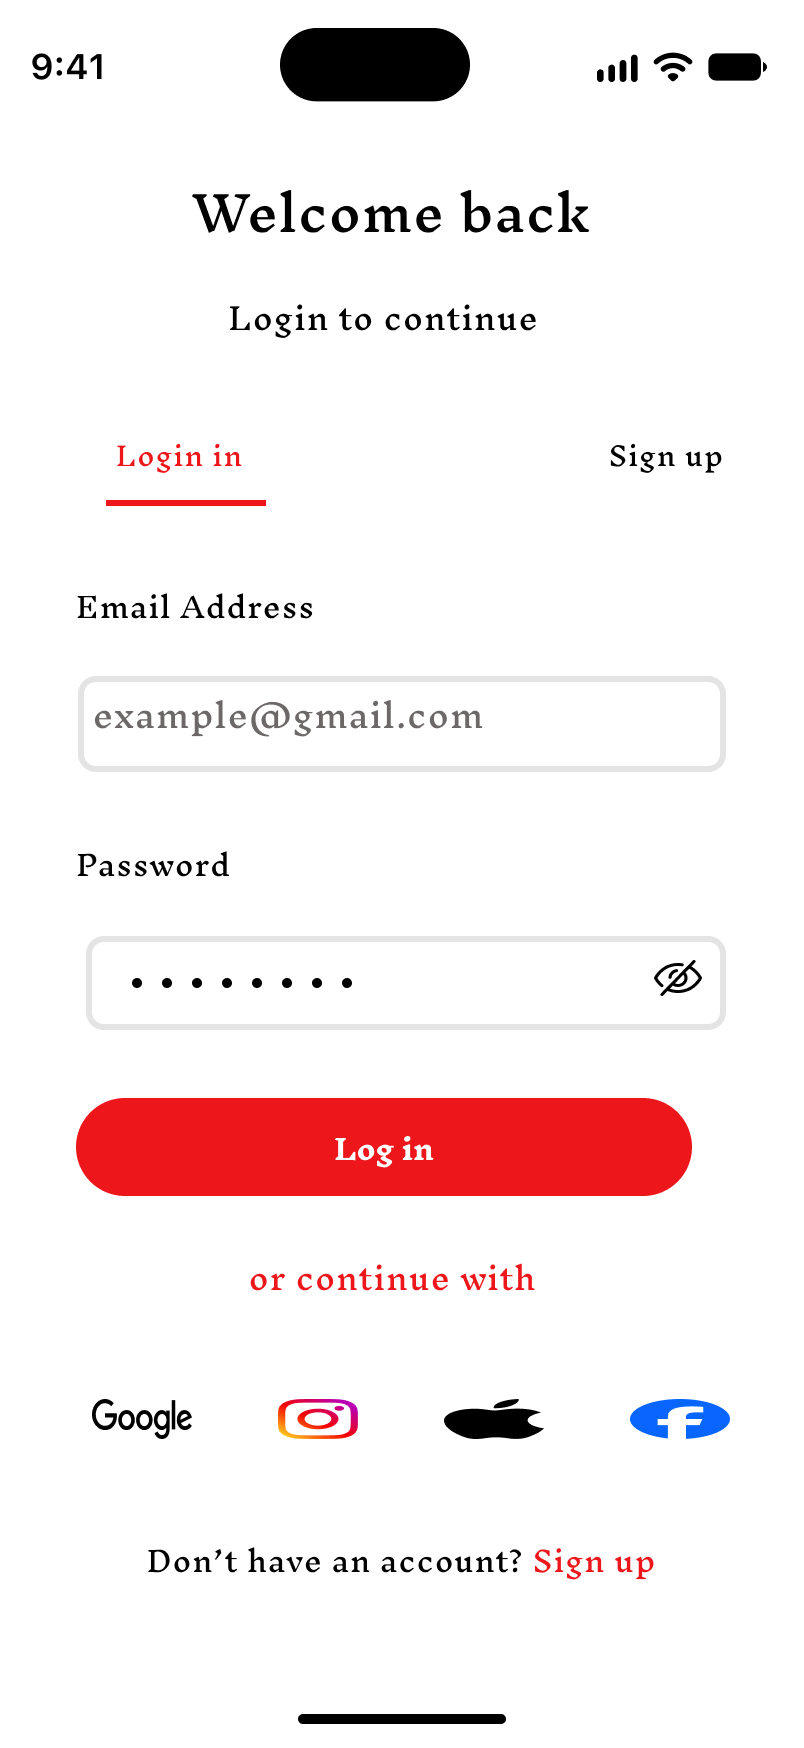 9:41
Welcome back
Login to continue
Login in Sign up
Email Address
example@gmail.com
Password
Log in
or continue with
Google
Don’t have an account? Sign up